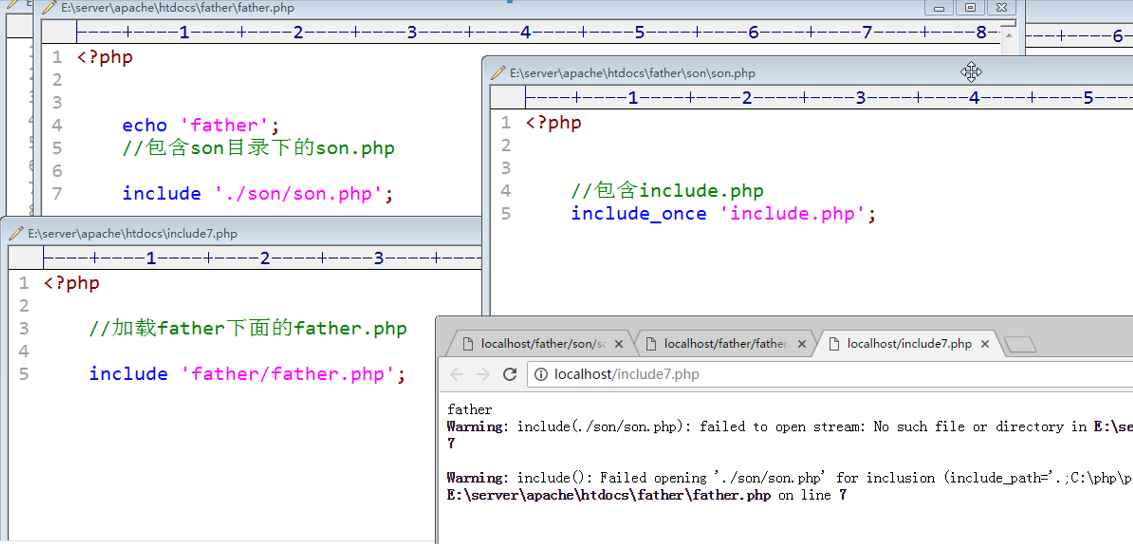 E:\server\apache\htdocs\father\father.php
----+----1----+----2----+----3----+----4----+----5----+----6----+----7----+----8-
1 <?php
2
3
4 echo 'father';
5 //包含son目录下的son.php
6
7 include './son/son.php';
----+----6
E:\server\apache\htdocs\father\son\son.php
----+----1----+----2----+----3----+----4----+----5---
1 <?php
2
3
4 //包含include.php
5 include_once 'include.php';
E:\server\apache\htdocs\include7.php
----+----1----+----2----+----3----+---
1 <?php
2
3 //加载father下面的father.php
4
5 include 'father/father.php';
localhost/father/son/so
localhost/father/father.
localhost/include7.php
localhost/include7.php
father
Warning: include(./son/son.php): failed to open stream: No such file or directory in E:\se
7
Warning: include(): Failed opening './son/son.php' for inclusion (include_path='.;C:\php\p
E:\server\apache\htdocs\father\father.php on line 7